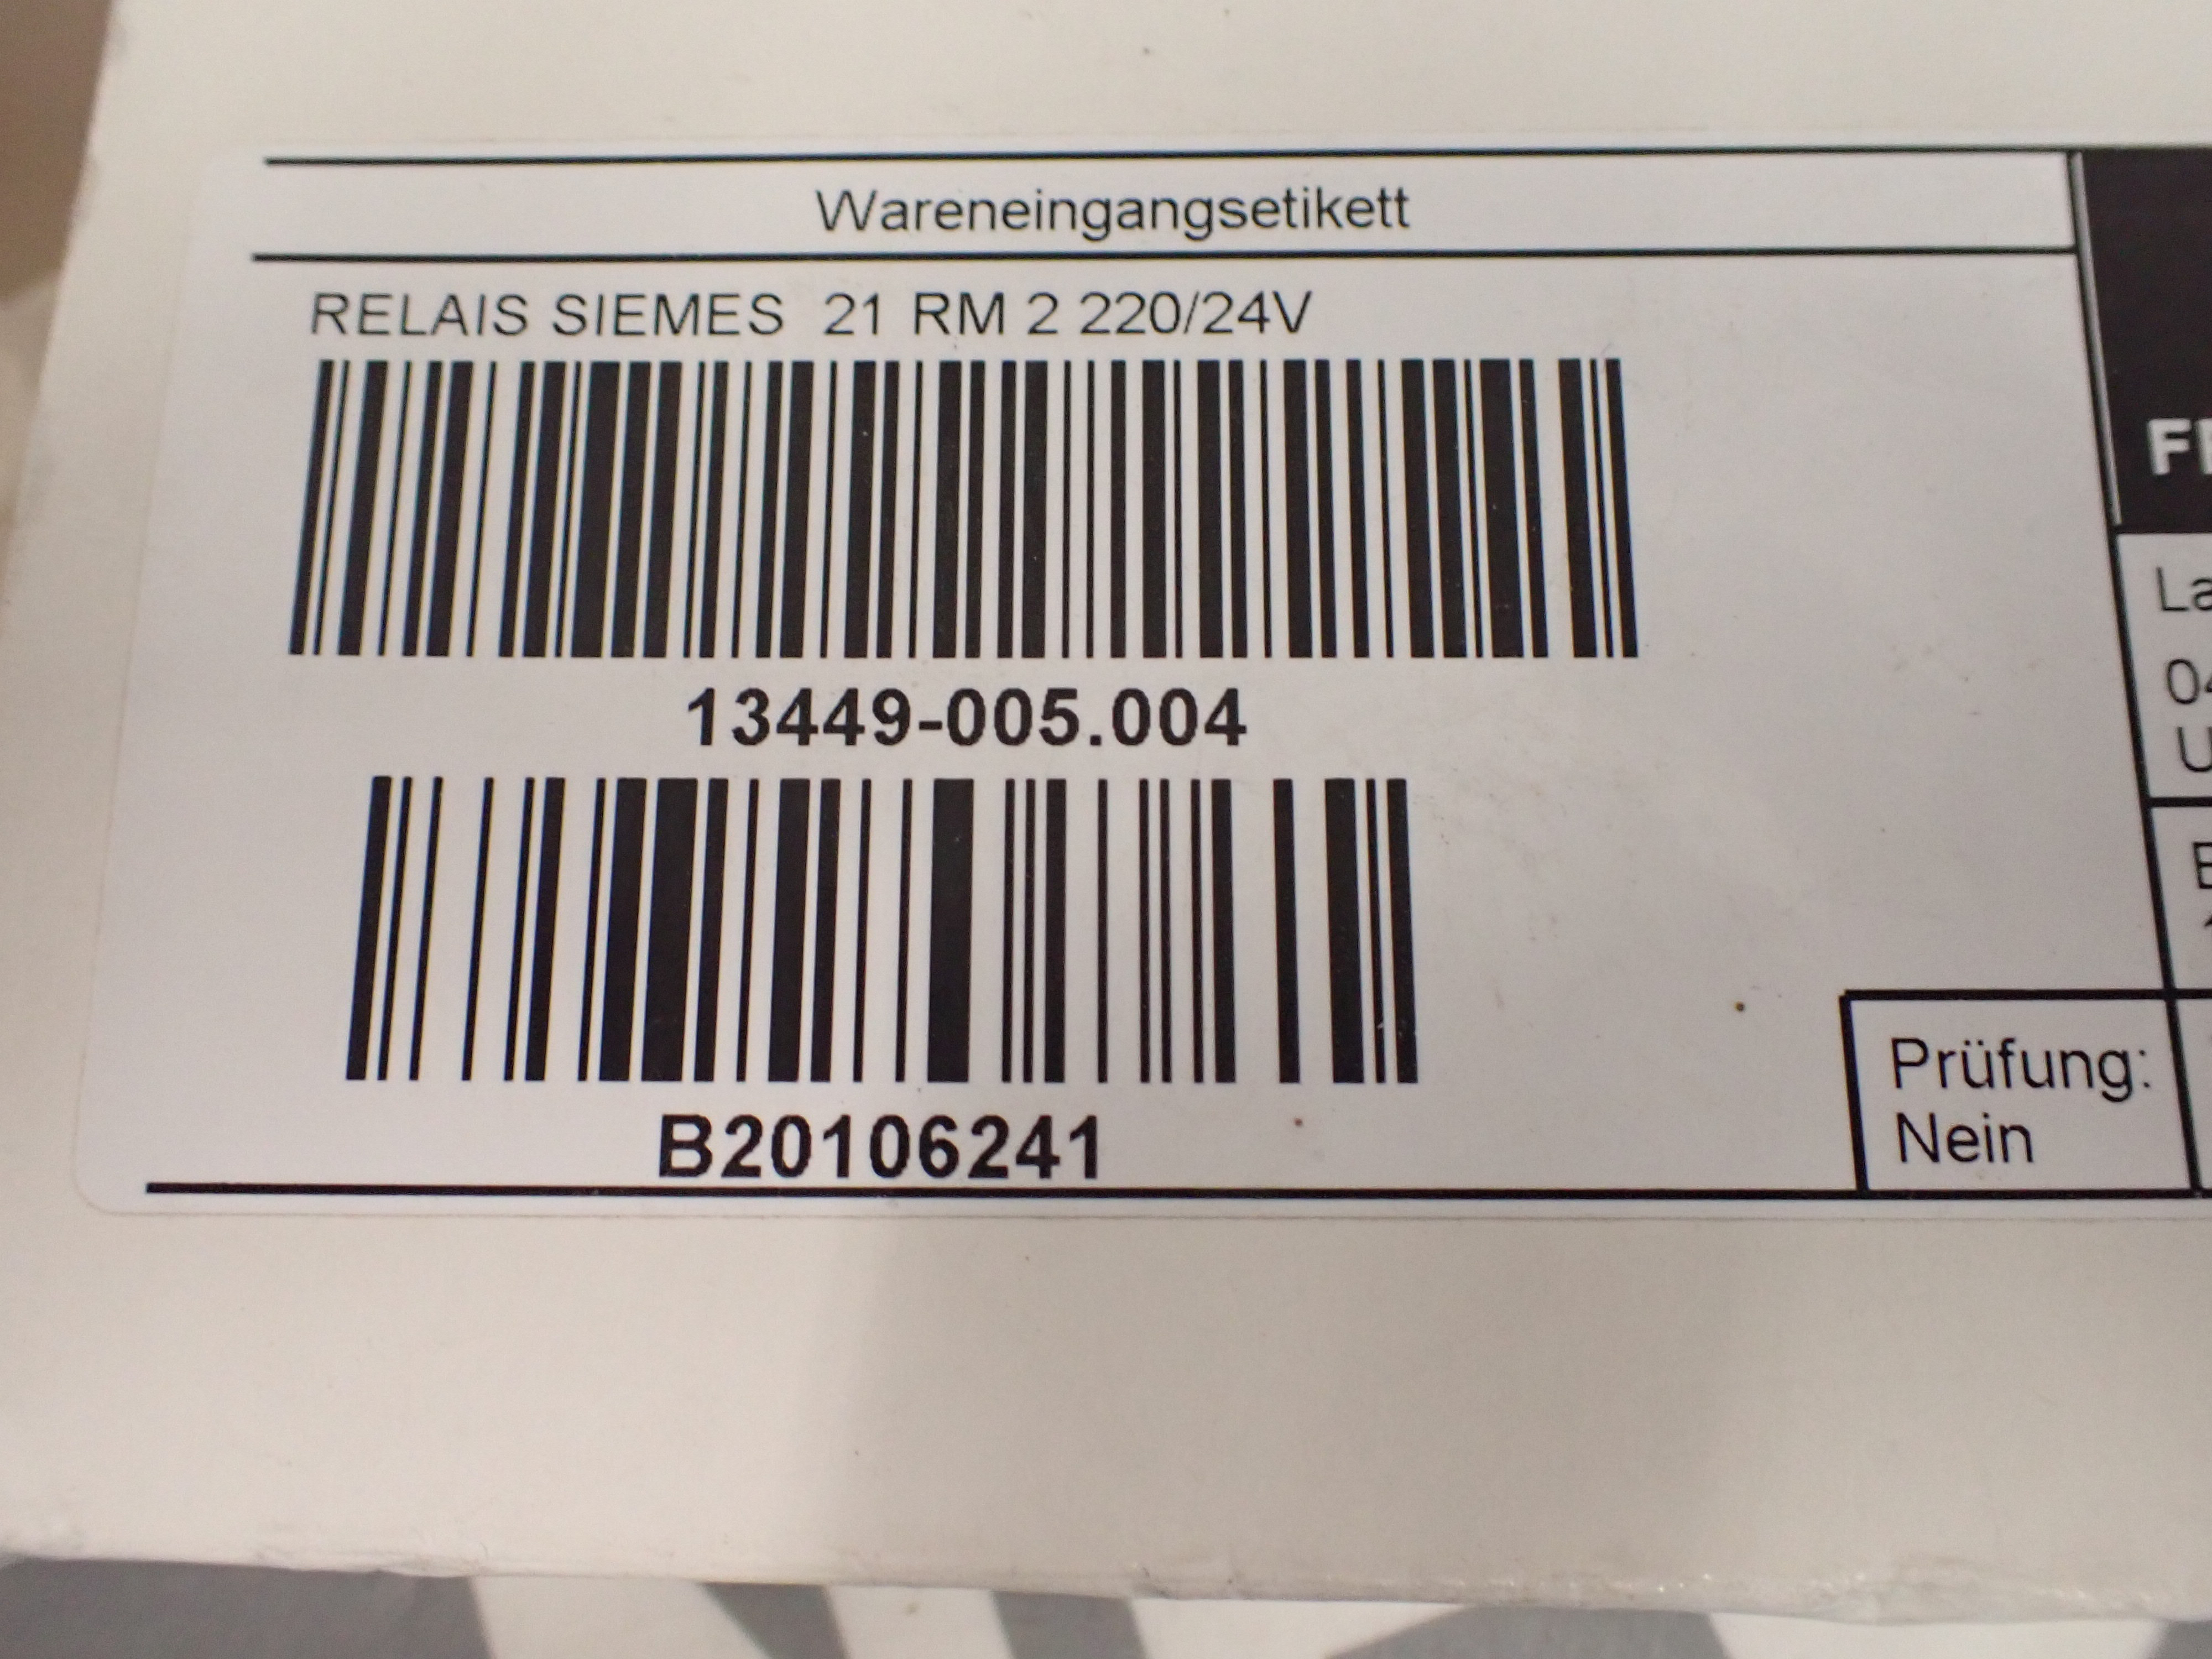 Wareneingangsetikett
RELAIS SIEMES 21 RM 2 220/24V
13449-005.004
B20106241
Prüfung:
Nein